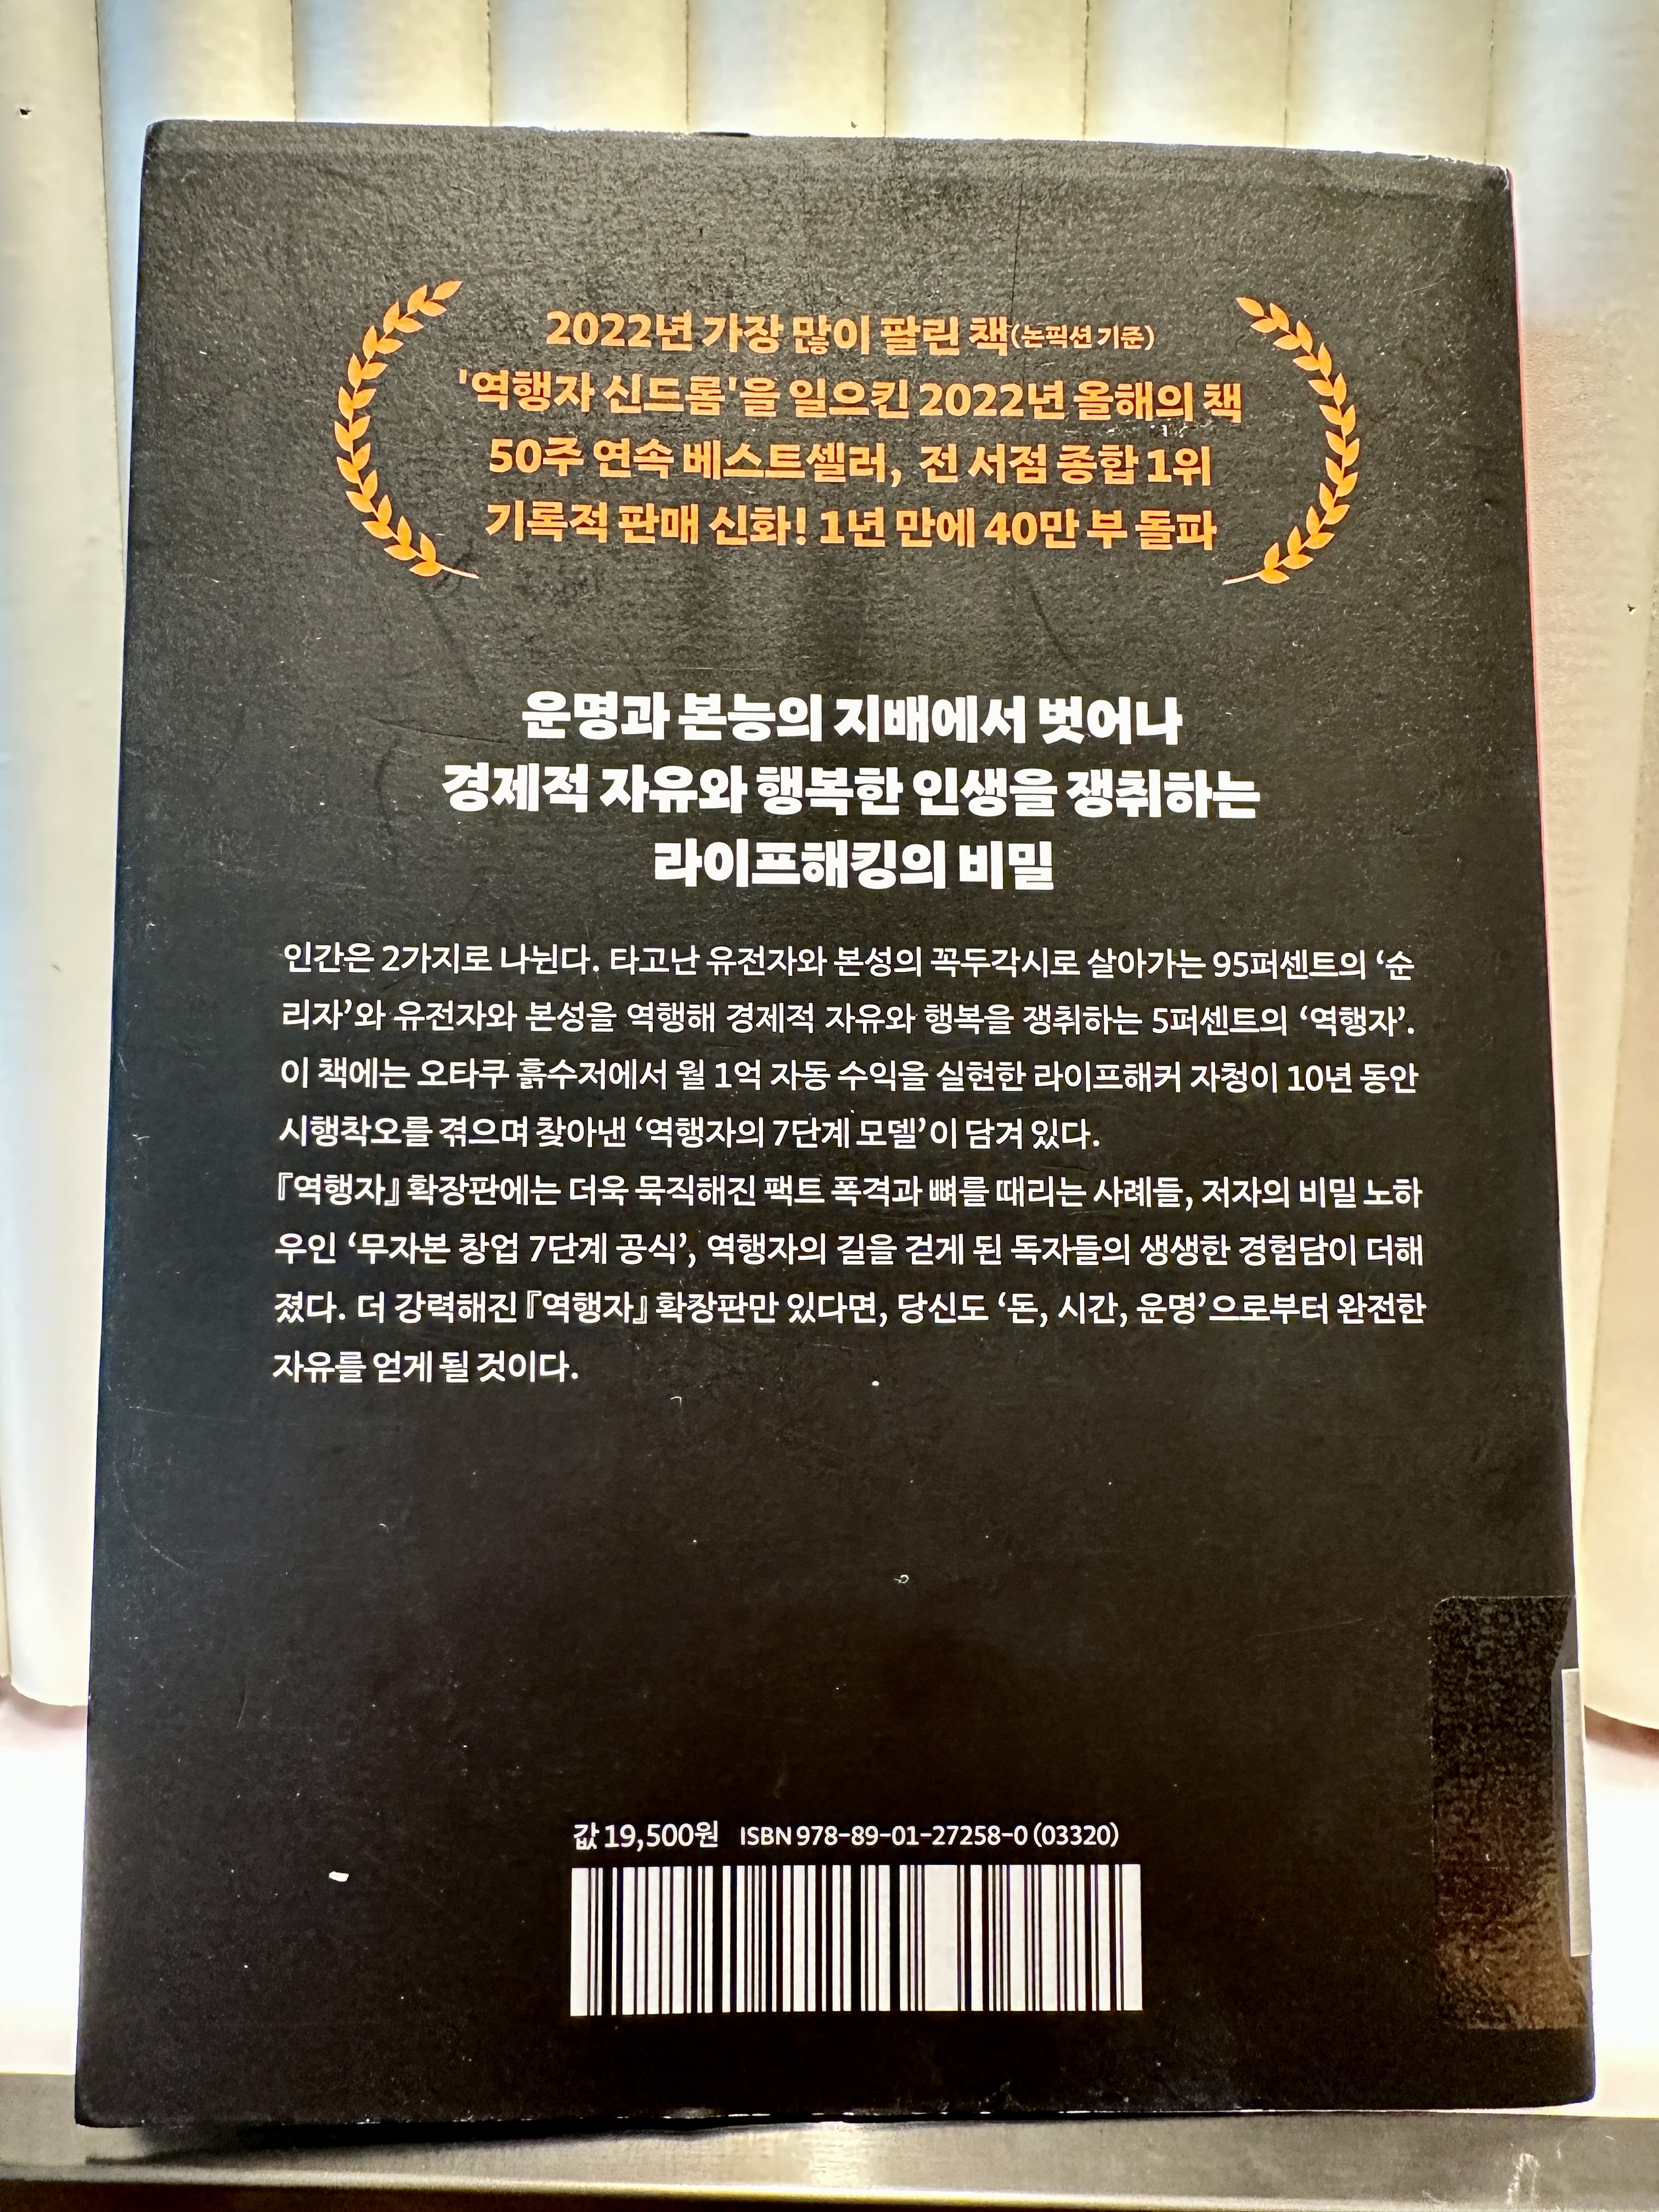 2022년 가장 많이 팔린 책(논픽션 기준)
'역행자 신드롬'을 일으킨 2022년 올해의 책
50주 연속 베스트셀러, 전 서점 종합 1위
기록적 판매 신화! 1년 만에 40만 부 돌파
운명과 본능의 지배에서 벗어나
경제적 자유와 행복한 인생을 쟁취하는
라이프해킹의 비밀
인간은 2가지로 나뉜다. 타고난 유전자와 본성의 꼭두각시로 살아가는 95퍼센트의 ‘순
리자’와 유전자와 본성을 역행해 경제적 자유와 행복을 쟁취하는 5퍼센트의 ‘역행자’.
이 책에는 오타쿠 흙수저에서 월 1억 자동 수익을 실현한 라이프해커 자청이 10년 동안
시행착오를 겪으며 찾아낸 ‘역행자의 7단계 모델’이 담겨 있다.
『역행자』 확장판에는 더욱 묵직해진 팩트 폭격과 뼈를 때리는 사례들, 저자의 비밀 노하
우인 ‘무자본 창업 7단계 공식’, 역행자의 길을 걷게 된 독자들의 생생한 경험담이 더해
졌다. 더 강력해진 『역행자』 확장판만 있다면, 당신도 ‘돈, 시간, 운명’으로부터 완전한
자유를 얻게 될 것이다.
값 19,500원 ISBN 978-89-01-27258-0 (03320)